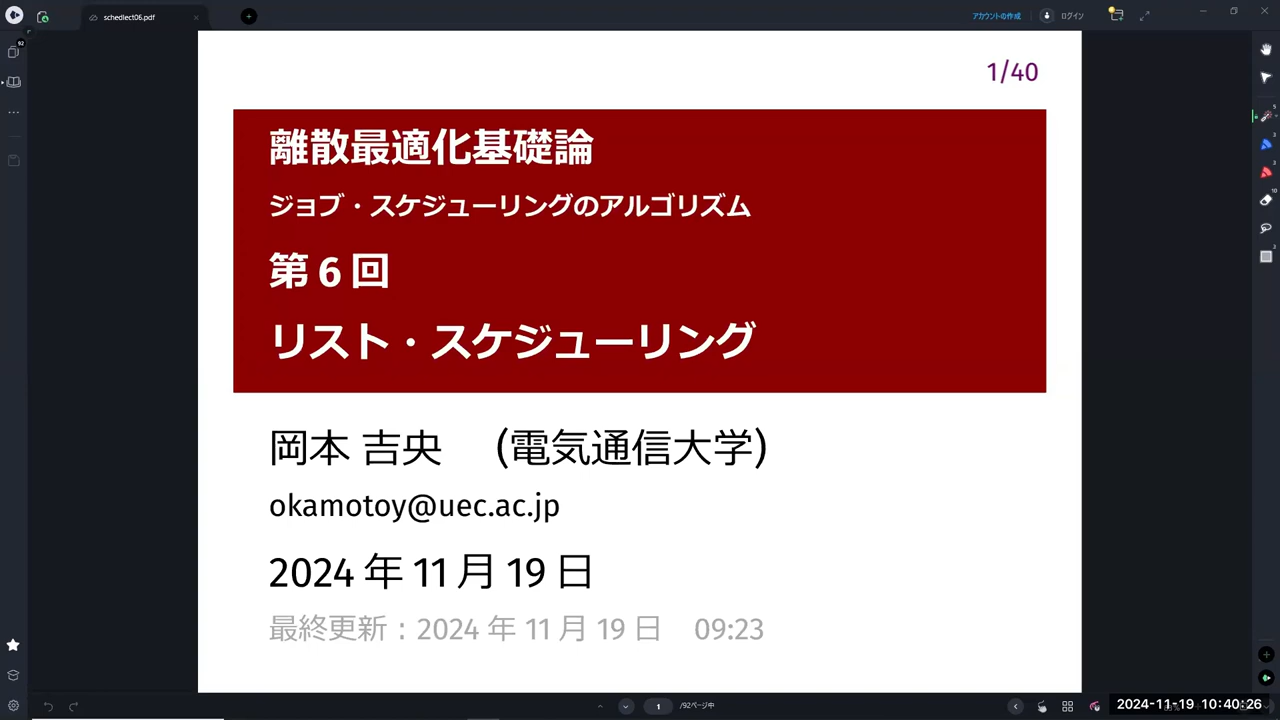 schedlect06.pdf
アカウントの作成
ログイン
92
1/40
離散最適化基礎論
ジョブ・スケジューリングのアルゴリズム
第 6 回
リスト・スケジューリング
岡本 吉央 (電気通信大学)
okamotoy@uec.ac.jp
2024 年 11 月 19 日
最終更新：2024 年 11 月 19 日 09:23
1
/92ページ中
2024-11-19 10:40:26